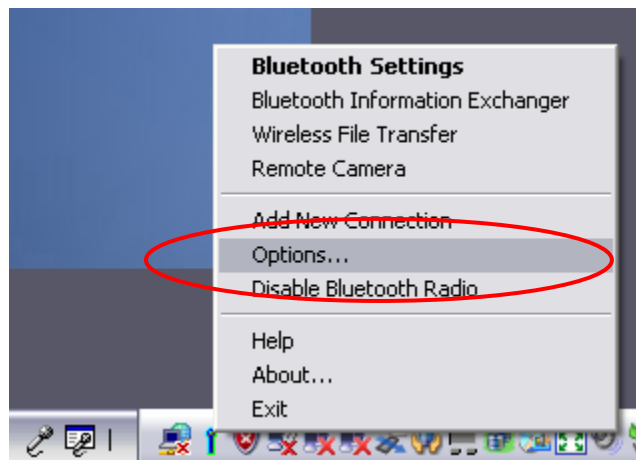 Bluetooth Settings
Bluetooth Information Exchanger
Wireless File Transfer
Remote Camera
Add New Connection
Options...
Disable Bluetooth Radio
Help
About...
Exit